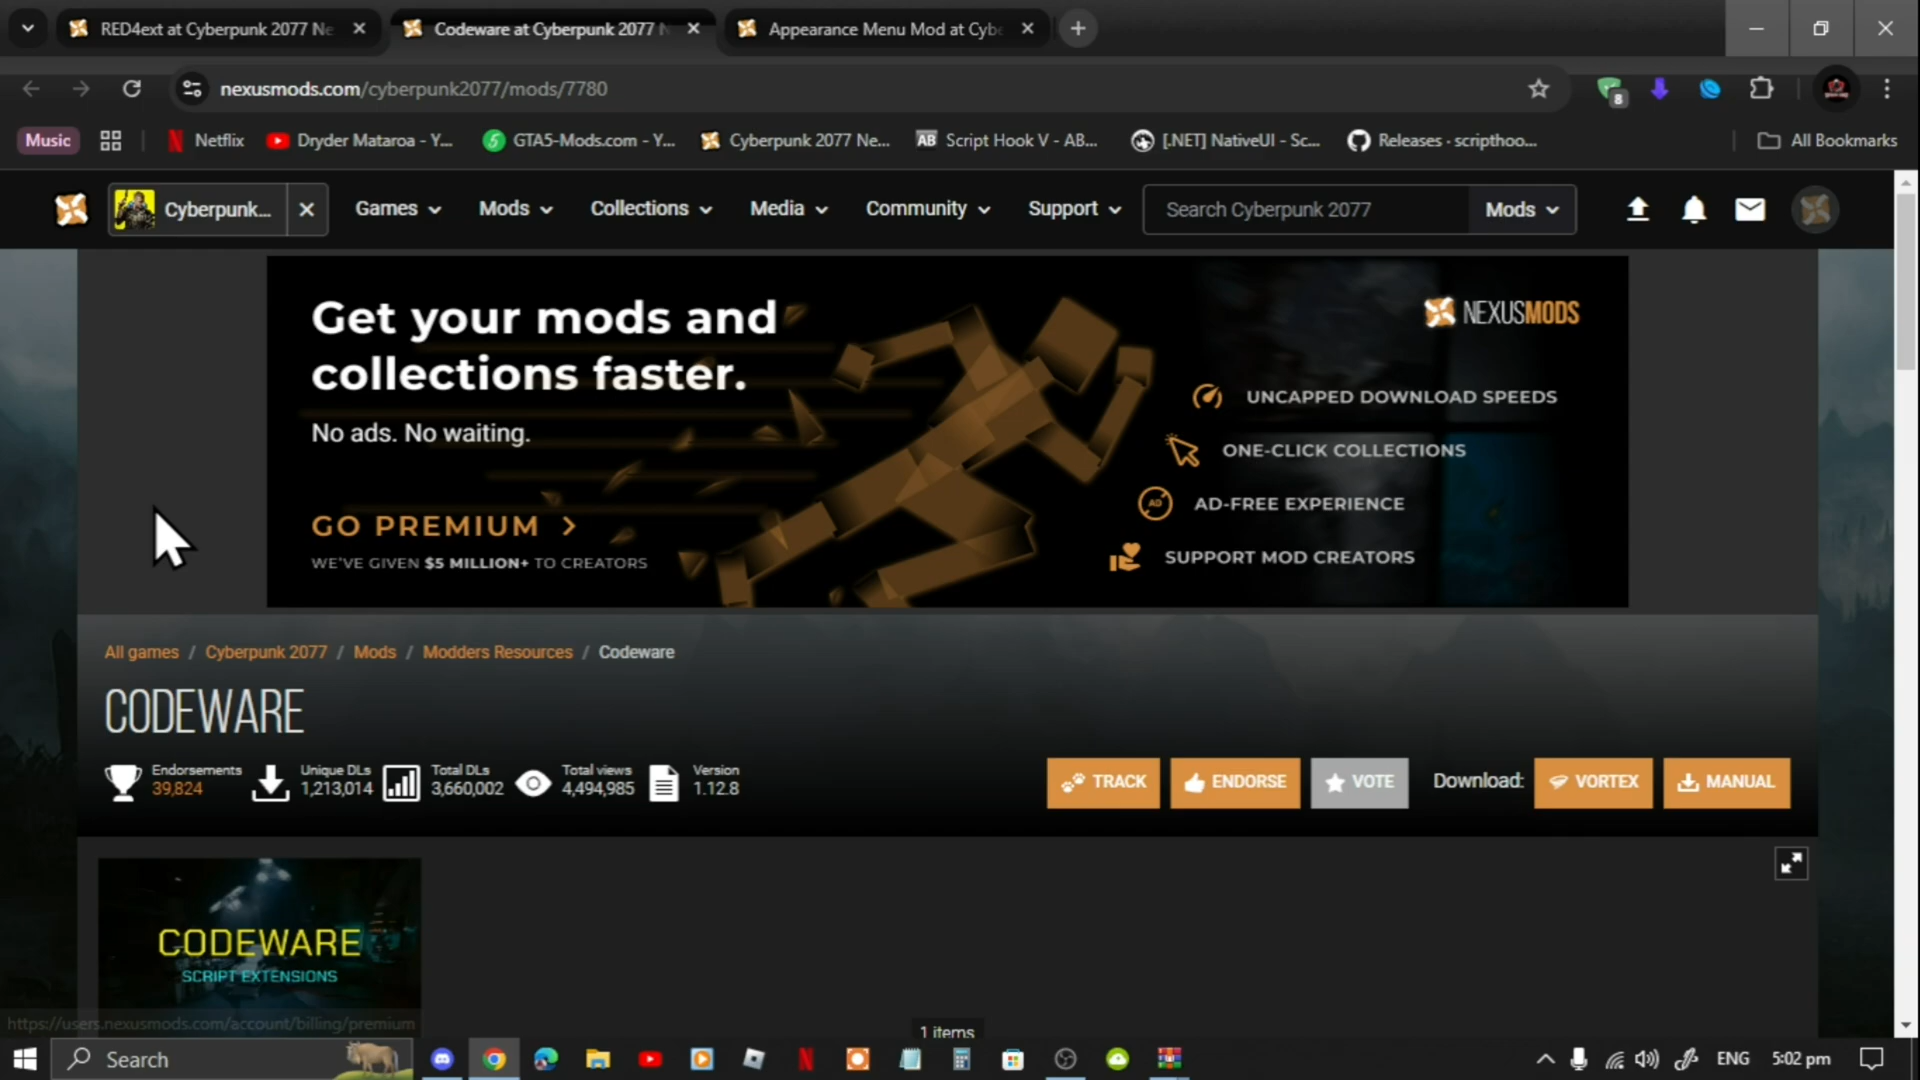 RED4ext at Cyberpunk 2077 Ne
Codeware at Cyberpunk 2077 N
Appearance Menu Mod at Cybe
nexusmods.com/cyberpunk2077/mods/7780
8
Music
Netflix
Dryder Mataroa - Y...
GTA5-Mods.com - Y...
Cyberpunk 2077 Ne...
AB Script Hook V - AB...
[.NET] NativeUI - Sc...
Releases · scripthoo...
All Bookmarks
Cyberpunk...
Games
Mods
Collections
Media
Community
Support
Search Cyberpunk 2077
Mods
Get your mods and
collections faster.
No ads. No waiting.
GO PREMIUM
WE'VE GIVEN $5 MILLION+ TO CREATORS
NEXUSMODS
UNCAPPED DOWNLOAD SPEEDS
ONE-CLICK COLLECTIONS
AD AD-FREE EXPERIENCE
SUPPORT MOD CREATORS
All games / Cyberpunk 2077 / Mods / Modders Resources / Codeware
CODEWARE
Endorsements
39,824
Unique DLs
1,213,014
Total DLs
3,660,002
Total views
4,494,985
Version
1.12.8
TRACK
ENDORSE
VOTE
Download:
VORTEX
MANUAL
CODEWARE
SCRIPT EXTENSIONS
https://users.nexusmods.com/account/billing/premium
1 items
Search
ENG
5:02 pm